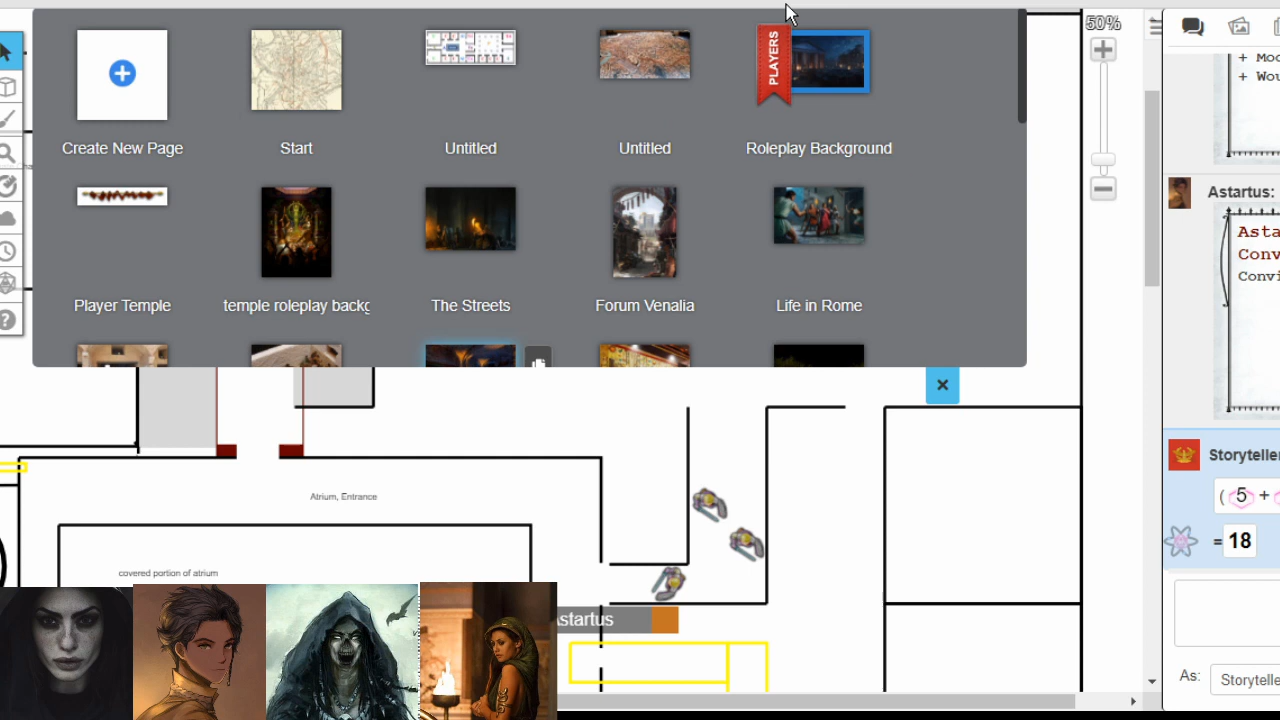 50%
PLAYERS
Create New Page
Start
Untitled
Untitled
Roleplay Background
Player Temple
temple roleplay backg
The Streets
Forum Venalia
Life in Rome
Atrium, Entrance
covered portion of atrium
Astartus
+ Moo
+ Wou
Astartus:
Asta
Conv
Convi
Storyteller
( 5 +
= 18
As: Storytelle